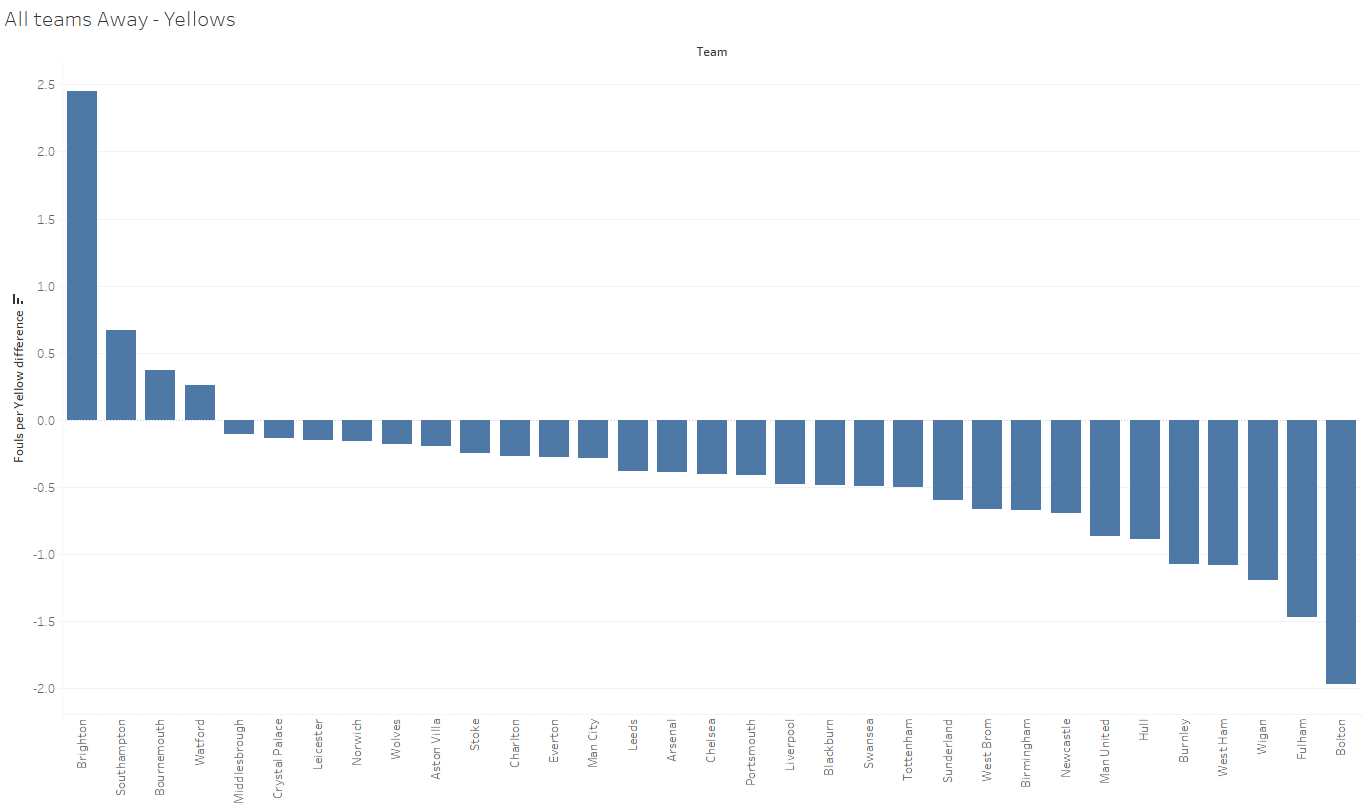 All teams Away - Yellows
Team
Fouls per Yellow difference
2.5
2.0
1.5
1.0
0.5
0.0
-0.5
-1.0
-1.5
-2.0
Brighton
Southampton
Bournemouth
Watford
Middlesbrough
Crystal Palace
Leicester
Norwich
Wolves
Aston Villa
Stoke
Charlton
Everton
Man City
Leeds
Arsenal
Chelsea
Portsmouth
Liverpool
Blackburn
Swansea
Tottenham
Sunderland
West Brom
Birmingham
Newcastle
Man United
Hull
Burnley
West Ham
Wigan
Fulham
Bolton